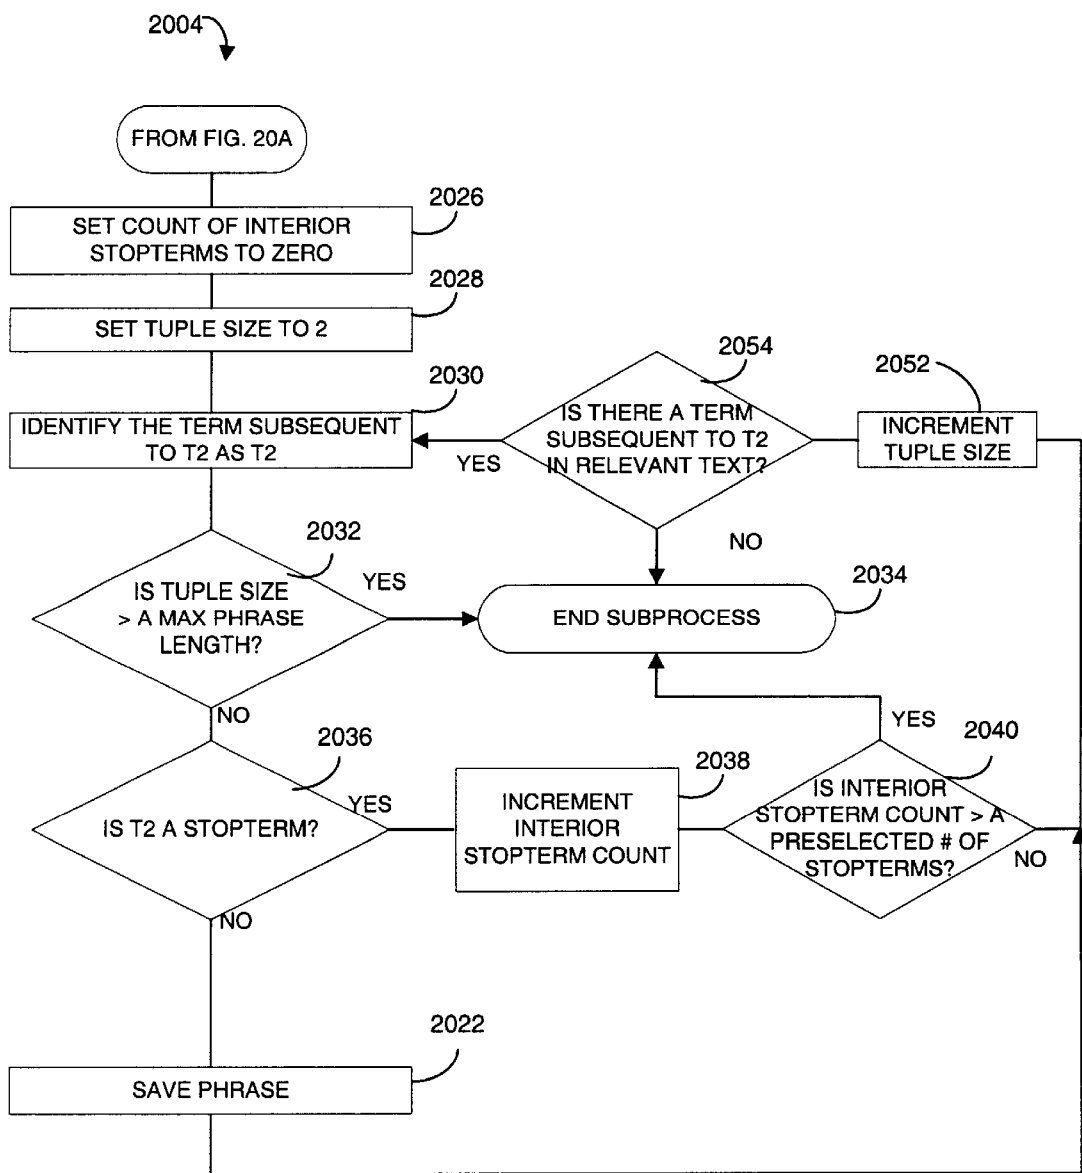 2004
FROM FIG. 20A
2026
SET COUNT OF INTERIOR
STOPTERMS TO ZERO
2028
SET TUPLE SIZE TO 2
2030
IDENTIFY THE TERM SUBSEQUENT
TO T2 AS T2
2054
IS THERE A TERM
SUBSEQUENT TO T2
IN RELEVANT TEXT?
YES
NO
2052
INCREMENT
TUPLE SIZE
2032
IS TUPLE SIZE
> A MAX PHRASE
LENGTH?
YES
NO
2034
END SUBPROCESS
2036
IS T2 A STOPTERM?
YES
NO
2038
INCREMENT
INTERIOR
STOPTERM COUNT
2040
IS INTERIOR
STOPTERM COUNT > A
PRESELECTED # OF
STOPTERMS?
YES
NO
2022
SAVE PHRASE